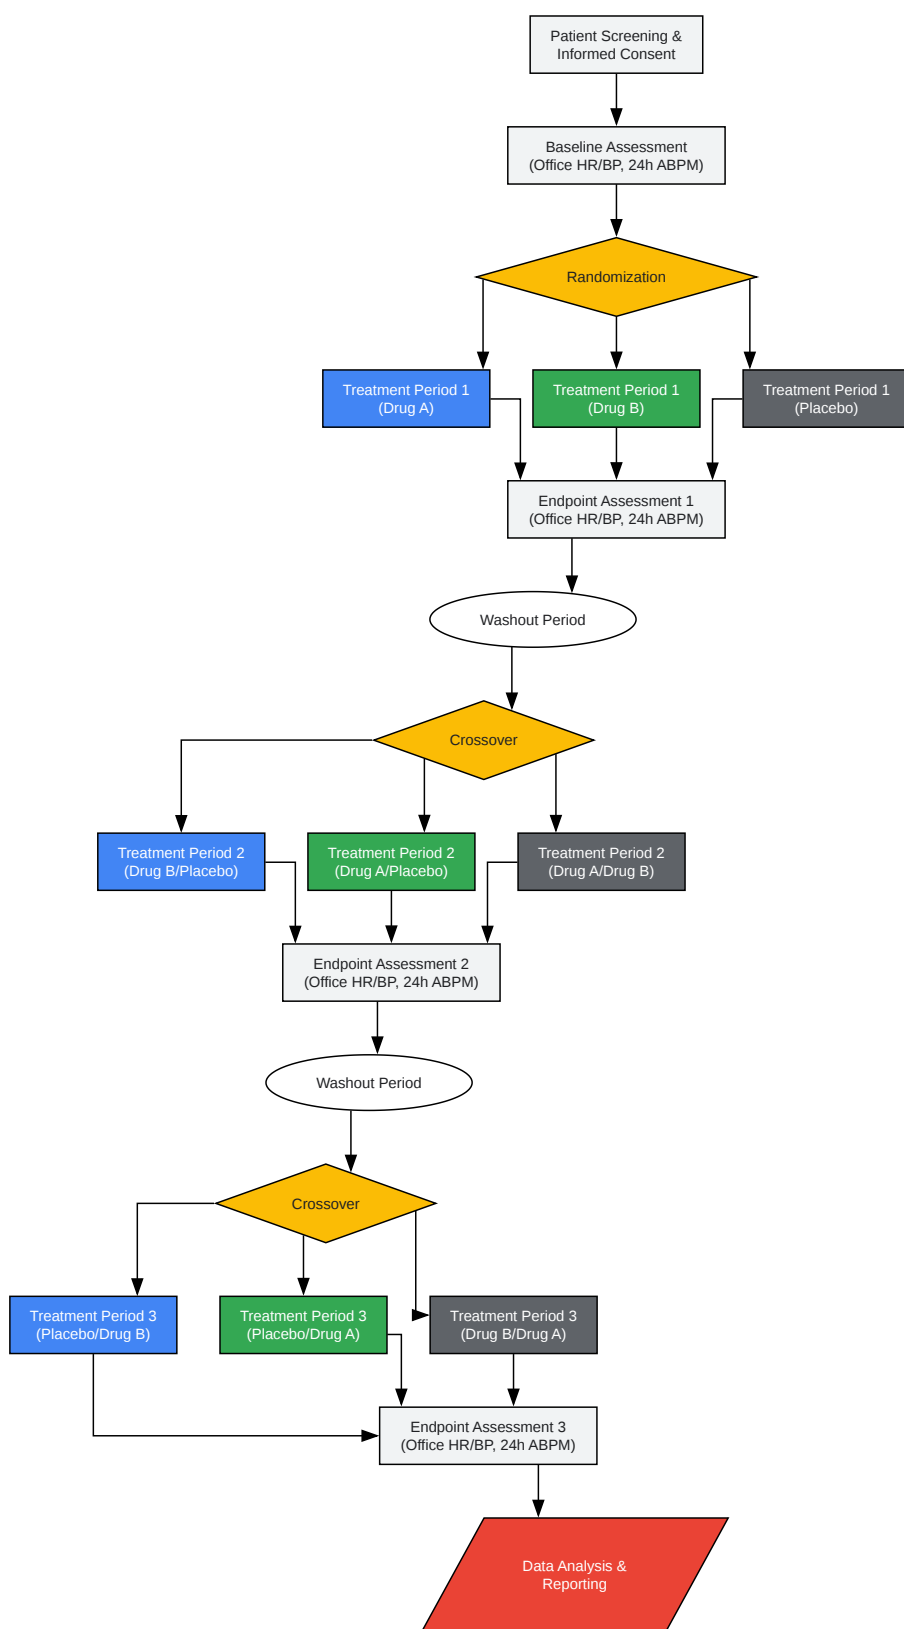 Patient Screening &
Informed Consent
Baseline Assessment
(Office HR/BP, 24h ABPM)
Randomization
Treatment Period 1
(Drug A)
Treatment Period 1
(Drug B)
Treatment Period 1
(Placebo)
Endpoint Assessment 1
(Office HR/BP, 24h ABPM)
Washout Period
Crossover
Treatment Period 2
(Drug B/Placebo)
Treatment Period 2
(Drug A/Placebo)
Treatment Period 2
(Drug A/Drug B)
Endpoint Assessment 2
(Office HR/BP, 24h ABPM)
Washout Period
Crossover
Treatment Period 3
(Placebo/Drug B)
Treatment Period 3
(Placebo/Drug A)
Treatment Period 3
(Drug B/Drug A)
Endpoint Assessment 3
(Office HR/BP, 24h ABPM)
Data Analysis &
Reporting